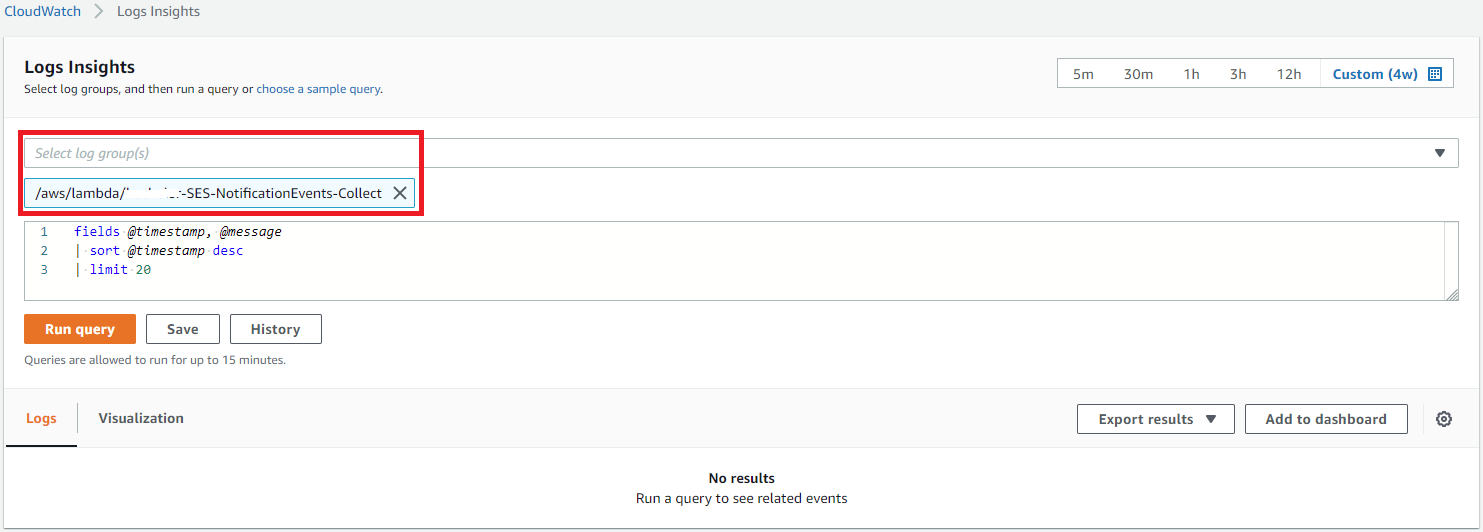 CloudWatch > Logs Insights
Logs Insights
Select log groups, and then run a query or choose a sample query.
5m 30m 1h 3h 12h Custom (4w)
Select log group(s)
/aws/lambda/ -SES-NotificationEvents-Collect
1 fields @timestamp, @message
2 | sort @timestamp desc
3 | limit 20
Run query Save History
Queries are allowed to run for up to 15 minutes.
Logs Visualization Export results Add to dashboard
No results
Run a query to see related events